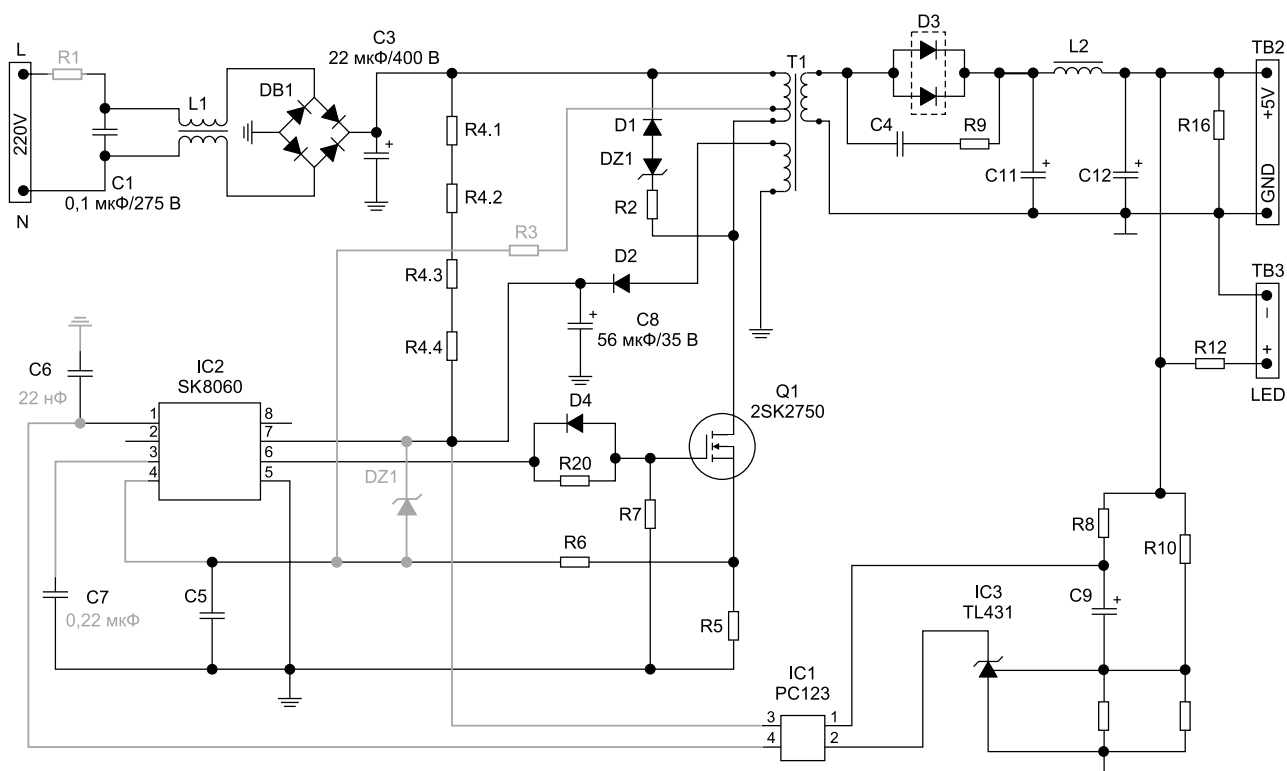 L
R1
220V
N
C1
0,1 мкФ/275 В
L1
DB1
C3
22 мкФ/400 В
R4.1
R4.2
R4.3
R4.4
R3
D1
DZ1
R2
D2
C8
56 мкФ/35 В
+
+
T1
D3
C4
R9
L2
C11
+
C12
+
R16
TB2
+5V
GND
TB3
–
+
LED
R12
C6
22 нФ
IC2
SK8060
1
2
3
4
8
7
6
5
DZ1
D4
R20
Q1
2SK2750
R7
R6
R5
C7
0,22 мкФ
C5
R8
R10
C9
+
IC3
TL431
IC1
PC123
3
4
1
2